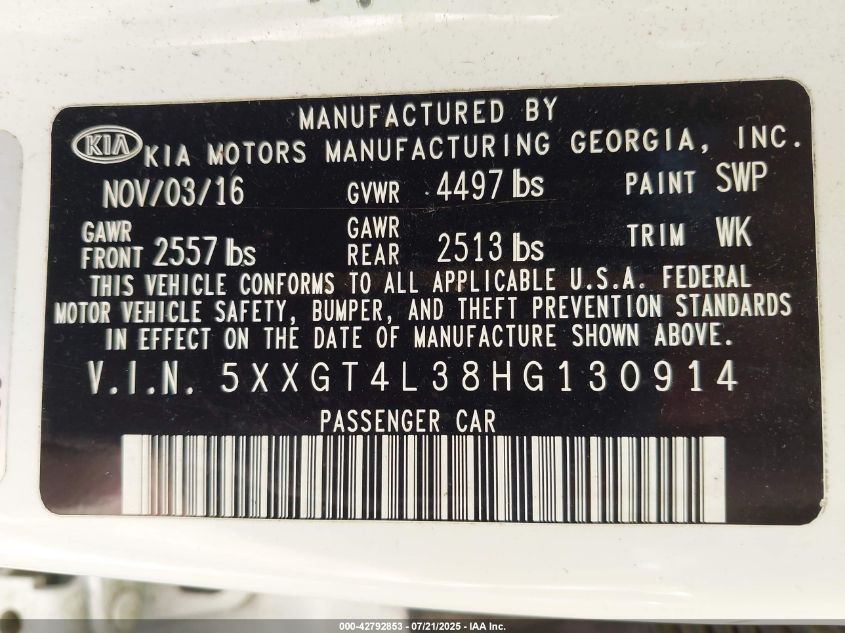 MANUFACTURED BY
KIA KIA MOTORS MANUFACTURING GEORGIA, INC.
NOV/03/16 GVWR 4497 lbs PAINT SWP
GAWR FRONT 2557 lbs GAWR REAR 2513 lbs TRIM WK
THIS VEHICLE CONFORMS TO ALL APPLICABLE U.S.A. FEDERAL
MOTOR VEHICLE SAFETY, BUMPER, AND THEFT PREVENTION STANDARDS
IN EFFECT ON THE DATE OF MANUFACTURE SHOWN ABOVE.
V.I.N. 5XXGT4L38HG130914
PASSENGER CAR
000-42792853 - 07/21/2025 - IAA Inc.